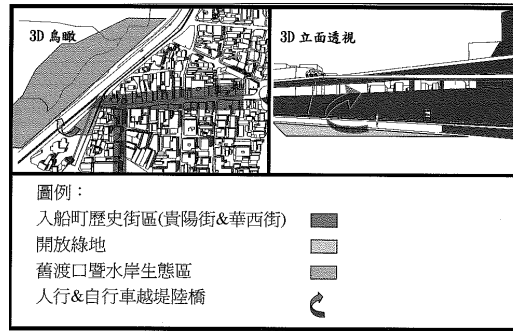 3D 鳥瞰
3D 立面透視
圖例：
入船町歷史街區(貴陽街&華西街)
開放綠地
舊渡口暨水岸生態區
人行&自行車越堤陸橋